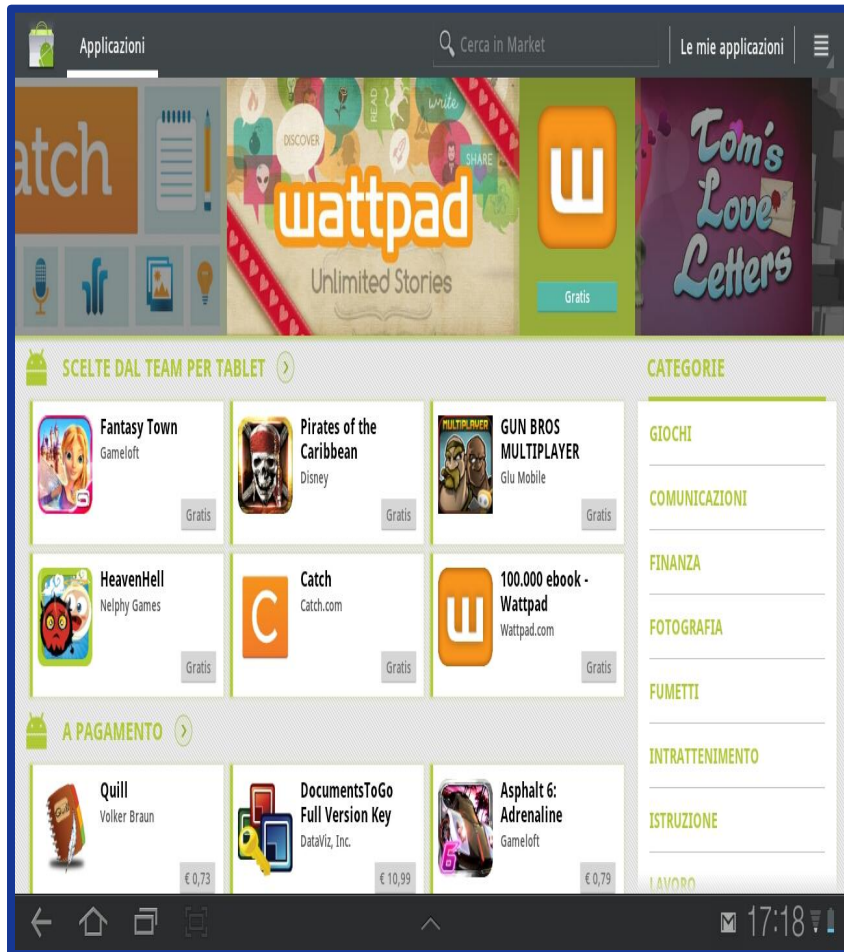 Applicazioni
Cerca in Market
Le mie applicazioni
atch
DISCOVER
READ
write
SHARE
wattpad
Unlimited Stories
W
Gratis
Tom's
Love
Letters
SCELTE DAL TEAM PER TABLET
Fantasy Town
Gameloft
Gratis
Pirates of the
Caribbean
Disney
Gratis
MULTIPLAYER
GUN BROS
MULTIPLAYER
Glu Mobile
Gratis
HeavenHell
Nelphy Games
Gratis
C
Catch
Catch.com
Gratis
W
100.000 ebook -
Wattpad
Wattpad.com
Gratis
A PAGAMENTO
Quill
Quill
Volker Braun
€ 0,73
DocumentsToGo
Full Version Key
DataViz, Inc.
€ 10,99
6
Asphalt 6:
Adrenaline
Gameloft
€ 0,79
CATEGORIE
GIOCHI
COMUNICAZIONI
FINANZA
FOTOGRAFIA
FUMETTI
INTRATTENIMENTO
ISTRUZIONE
LAVORO
17:18